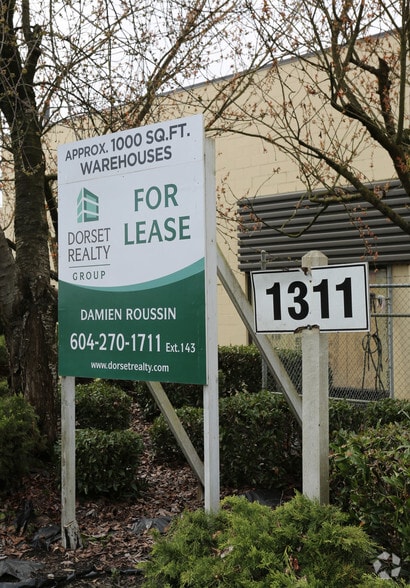 APPROX. 1000 SQ.FT.
WAREHOUSES
FOR
LEASE
DORSET
REALTY
GROUP
DAMIEN ROUSSIN
604-270-1711 Ext.143
www.dorsetrealty.com
1311